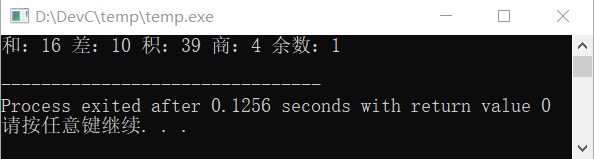 D:\DevC\temp\temp.exe
和: 16 差: 10 积: 39 商: 4 余数: 1
--------------------------------
Process exited after 0.1256 seconds with return value 0
请按任意键继续. . .